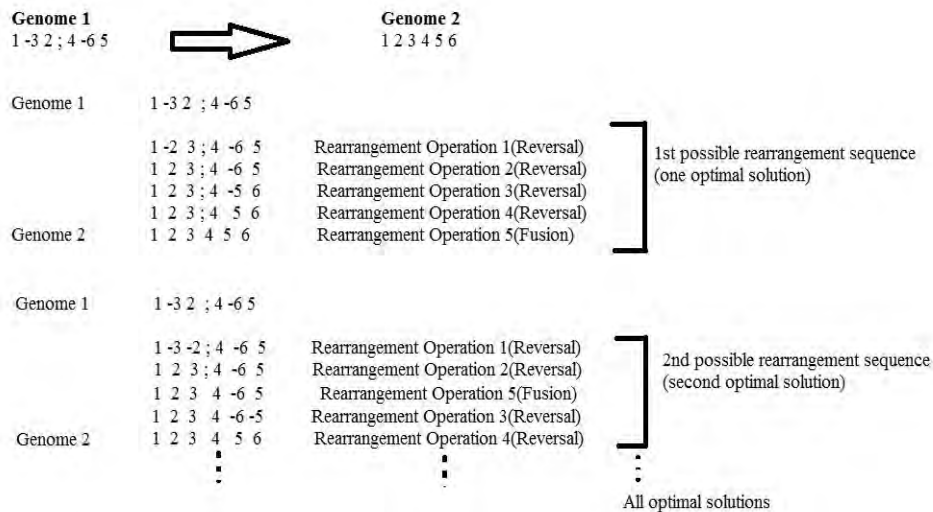 Genome 1 Genome 2
1 -3 2 ; 4 -6 5 1 2 3 4 5 6
Genome 1 1 -3 2 ; 4 -6 5
1 -2 3 ; 4 -6 5 Rearrangement Operation 1(Reversal)
1 2 3 ; 4 -6 5 Rearrangement Operation 2(Reversal)
1 2 3 ; 4 -5 6 Rearrangement Operation 3(Reversal)
1 2 3 ; 4 5 6 Rearrangement Operation 4(Reversal)
Genome 2 1 2 3 4 5 6 Rearrangement Operation 5(Fusion)
1st possible rearrangement sequence
(one optimal solution)
Genome 1 1 -3 2 ; 4 -6 5
1 -3 -2 ; 4 -6 5 Rearrangement Operation 1(Reversal)
1 2 3 ; 4 -6 5 Rearrangement Operation 2(Reversal)
1 2 3 4 -6 5 Rearrangement Operation 5(Fusion)
1 2 3 4 -6 -5 Rearrangement Operation 3(Reversal)
Genome 2 1 2 3 4 5 6 Rearrangement Operation 4(Reversal)
2nd possible rearrangement sequence
(second optimal solution)
All optimal solutions